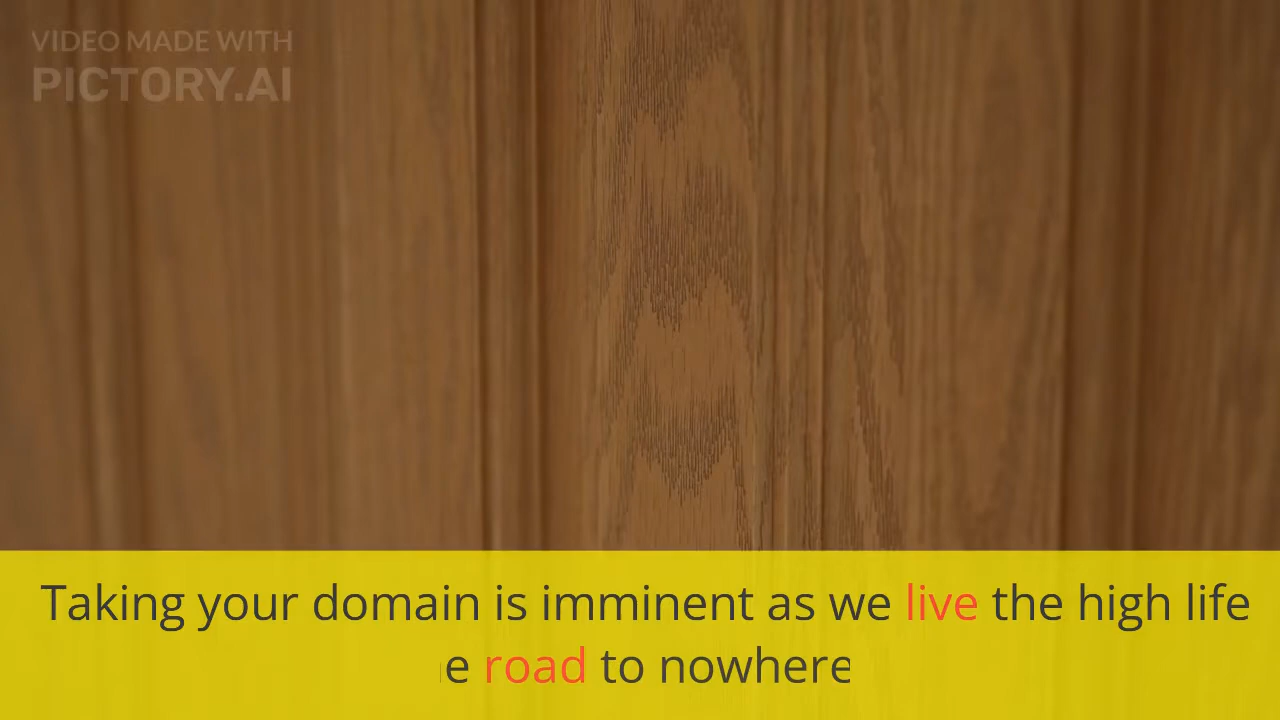 VIDEO MADE WITH
PICTORY.AI
Taking your domain is imminent as we live the high life
e road to nowhere